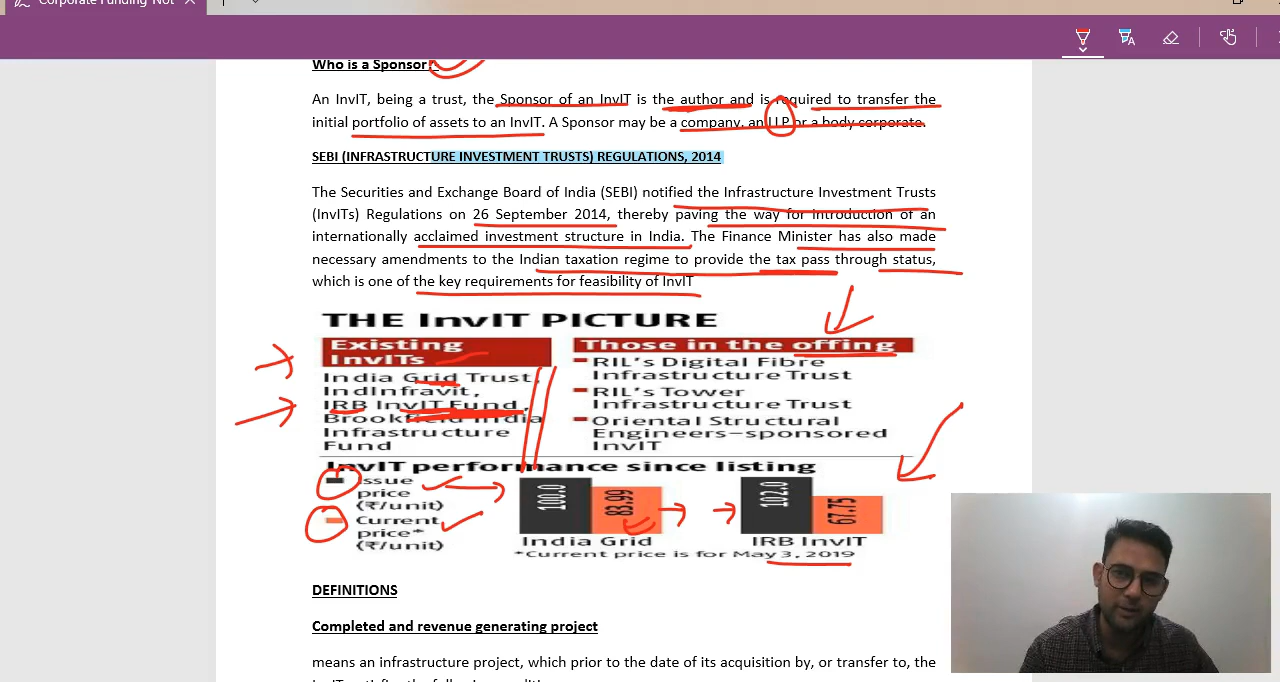 Corporate Funding-Not
Who is a Sponsor?
An InvIT, being a trust, the Sponsor of an InvIT is the author and is required to transfer the
initial portfolio of assets to an InvIT. A Sponsor may be a company, an LLP or a body corporate.
SEBI (INFRASTRUCTURE INVESTMENT TRUSTS) REGULATIONS, 2014
The Securities and Exchange Board of India (SEBI) notified the Infrastructure Investment Trusts
(InvITs) Regulations on 26 September 2014, thereby paving the way for introduction of an
internationally acclaimed investment structure in India. The Finance Minister has also made
necessary amendments to the Indian taxation regime to provide the tax pass through status,
which is one of the key requirements for feasibility of InvIT
THE InvIT PICTURE
Existing
InvITs
India Grid Trust,
IndInfravit,
IRB InvIT Fund,
Brookfield India
Infrastructure
Fund
Those in the offing
RIL's Digital Fibre
Infrastructure Trust
RIL's Tower
Infrastructure Trust
Oriental Structural
Engineers-sponsored
InvIT
InvIT performance since listing
Issue
price
(₹/unit)
Current
price*
(₹/unit)
100.0
83.99
India Grid
102.0
67.75
IRB InvIT
*Current price is for May 3, 2019
DEFINITIONS
Completed and revenue generating project
means an infrastructure project, which prior to the date of its acquisition by, or transfer to, the